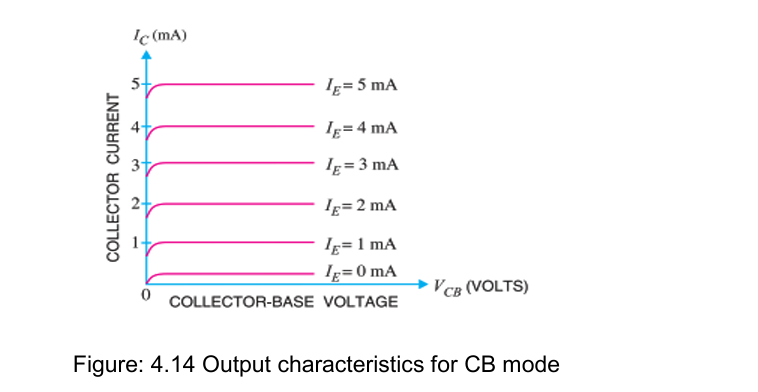 I_C (mA)
5
4
3
2
1
0
COLLECTOR CURRENT
I_E = 5 mA
I_E = 4 mA
I_E = 3 mA
I_E = 2 mA
I_E = 1 mA
I_E = 0 mA
V_CB (VOLTS)
COLLECTOR-BASE VOLTAGE
Figure: 4.14 Output characteristics for CB mode